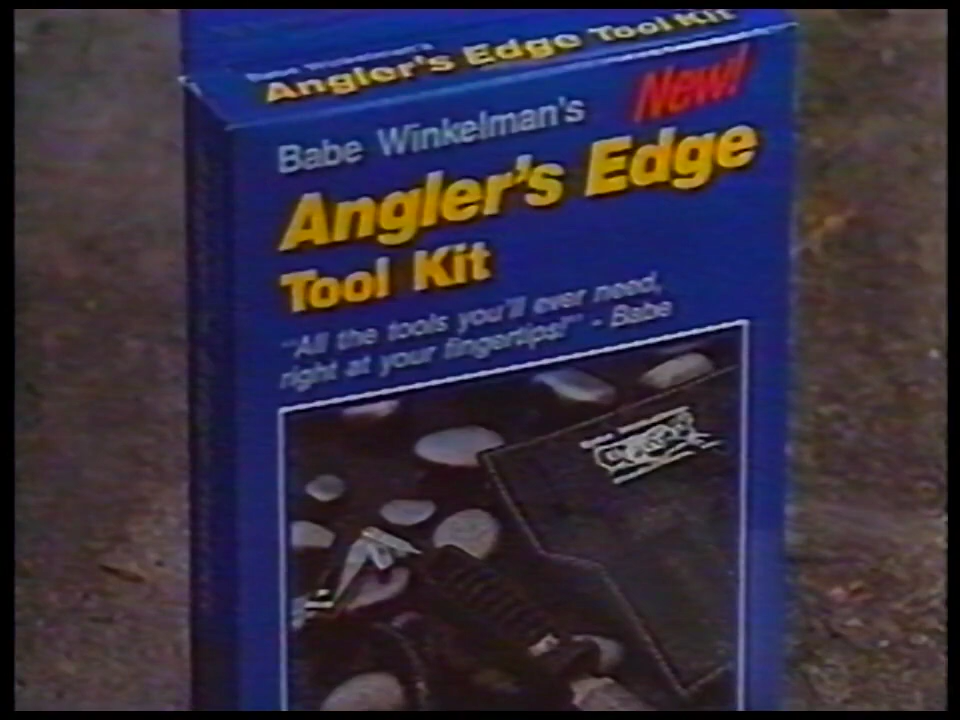 Angler's Edge Tool Kit
New!
Babe Winkelman's
Angler's Edge
Tool Kit
"All the tools you'll ever need,
right at your fingertips!" - Babe